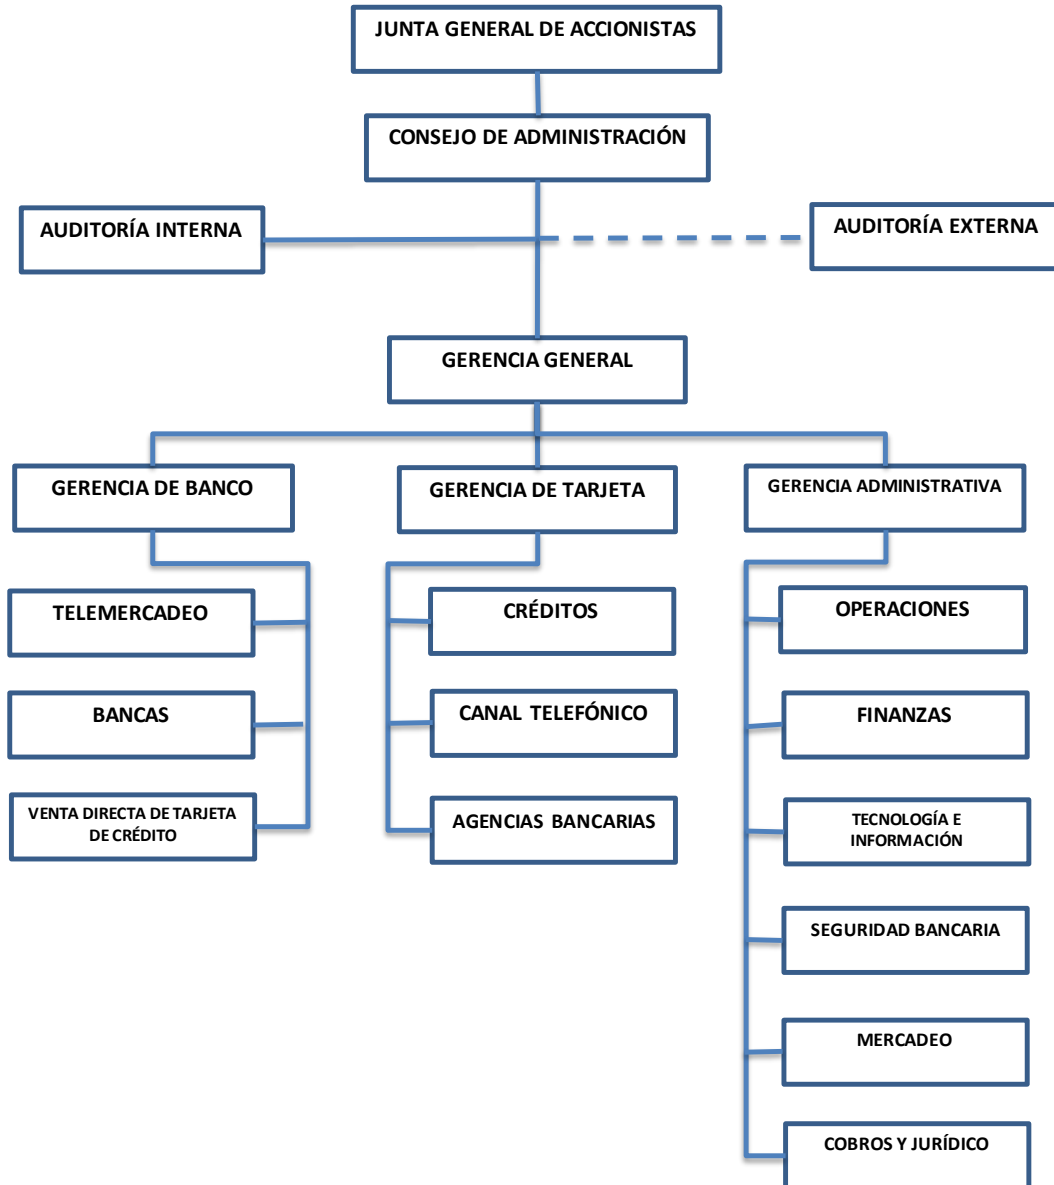 JUNTA GENERAL DE ACCIONISTAS
CONSEJO DE ADMINISTRACIÓN
AUDITORÍA INTERNA
AUDITORÍA EXTERNA
GERENCIA GENERAL
GERENCIA DE BANCO
GERENCIA DE TARJETA
GERENCIA ADMINISTRATIVA
TELEMERCADEO
BANCAS
VENTA DIRECTA DE TARJETA
DE CRÉDITO
CRÉDITOS
CANAL TELEFÓNICO
AGENCIAS BANCARIAS
OPERACIONES
FINANZAS
TECNOLOGÍA E
INFORMACIÓN
SEGURIDAD BANCARIA
MERCADEO
COBROS Y JURÍDICO